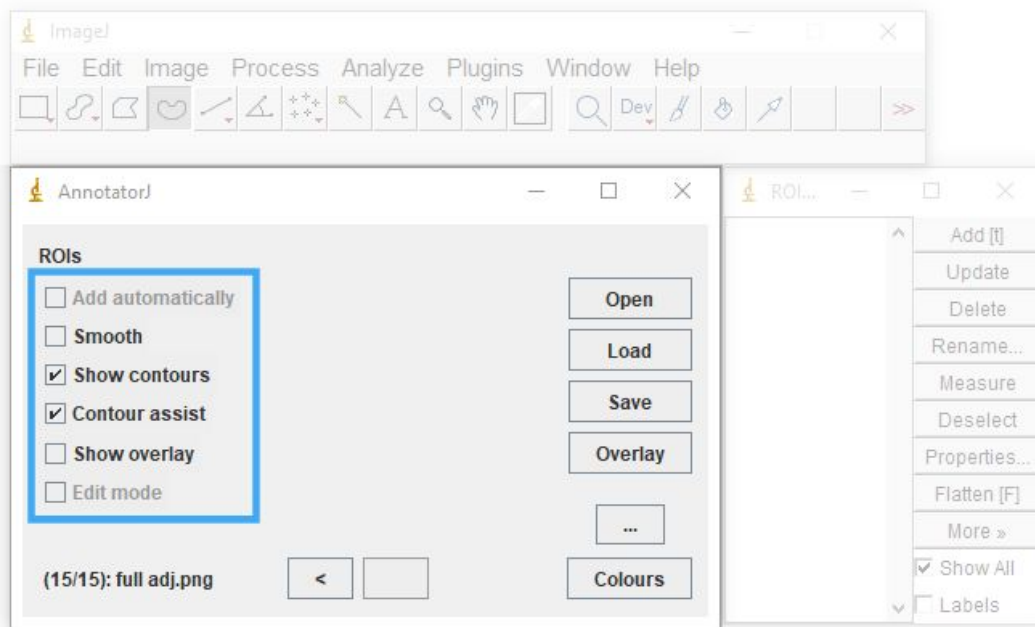 ImageJ
File Edit Image Process Analyze Plugins Window Help
A Dev >>
AnnotatorJ
ROIs
Add automatically
Smooth
Show contours
Contour assist
Show overlay
Edit mode
Open
Load
Save
Overlay
...
(15/15): full adj.png <
Colours
ROI...
Add [t]
Update
Delete
Rename...
Measure
Deselect
Properties...
Flatten [F]
More »
Show All
Labels